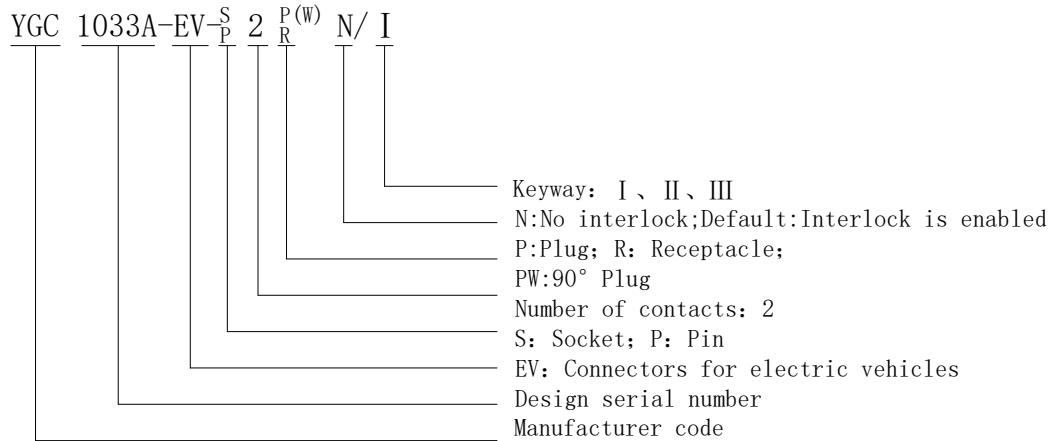 YGC 1033A-EV-S/P 2 P(W)/R N/ Ⅰ
Keyway: Ⅰ、Ⅱ、Ⅲ
N:No interlock;Default:Interlock is enabled
P:Plug; R: Receptacle;
PW:90° Plug
Number of contacts: 2
S: Socket; P: Pin
EV: Connectors for electric vehicles
Design serial number
Manufacturer code